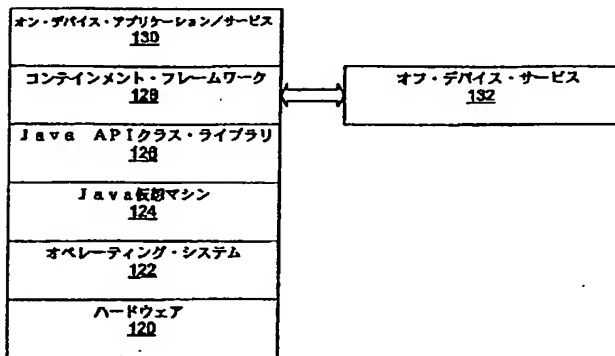 オン・デバイス・アプリケーション/サービス
130
コンテインメント・フレームワーク
128
オフ・デバイス・サービス
132
Java APIクラス・ライブラリ
126
Java仮想マシン
124
オペレーティング・システム
122
ハードウェア
120